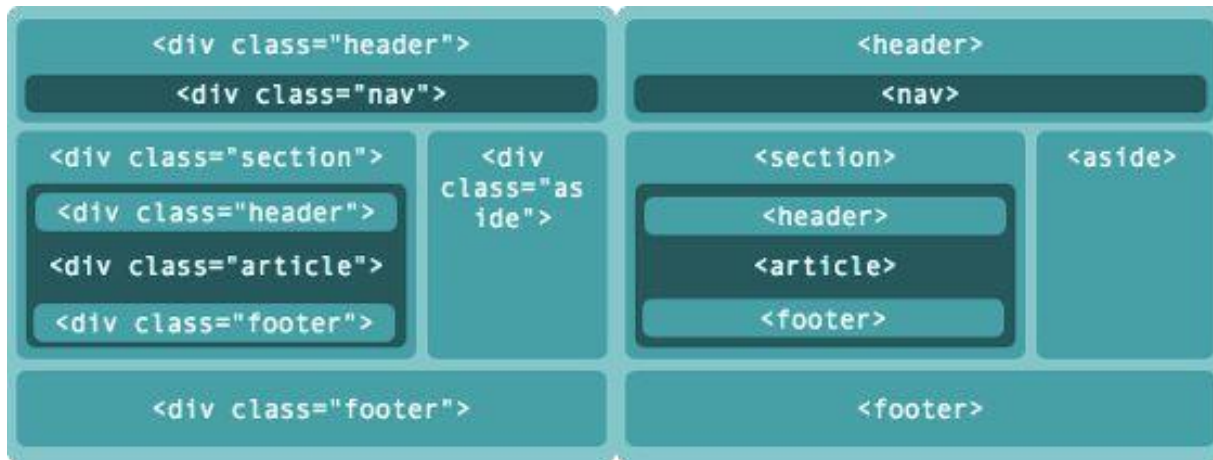 <div class="header">
<div class="nav">
<div class="section">
<div class="header">
<div class="article">
<div class="footer">
<div
class="as
ide">
<div class="footer">
<header>
<nav>
<section>
<header>
<article>
<footer>
<aside>
<footer>